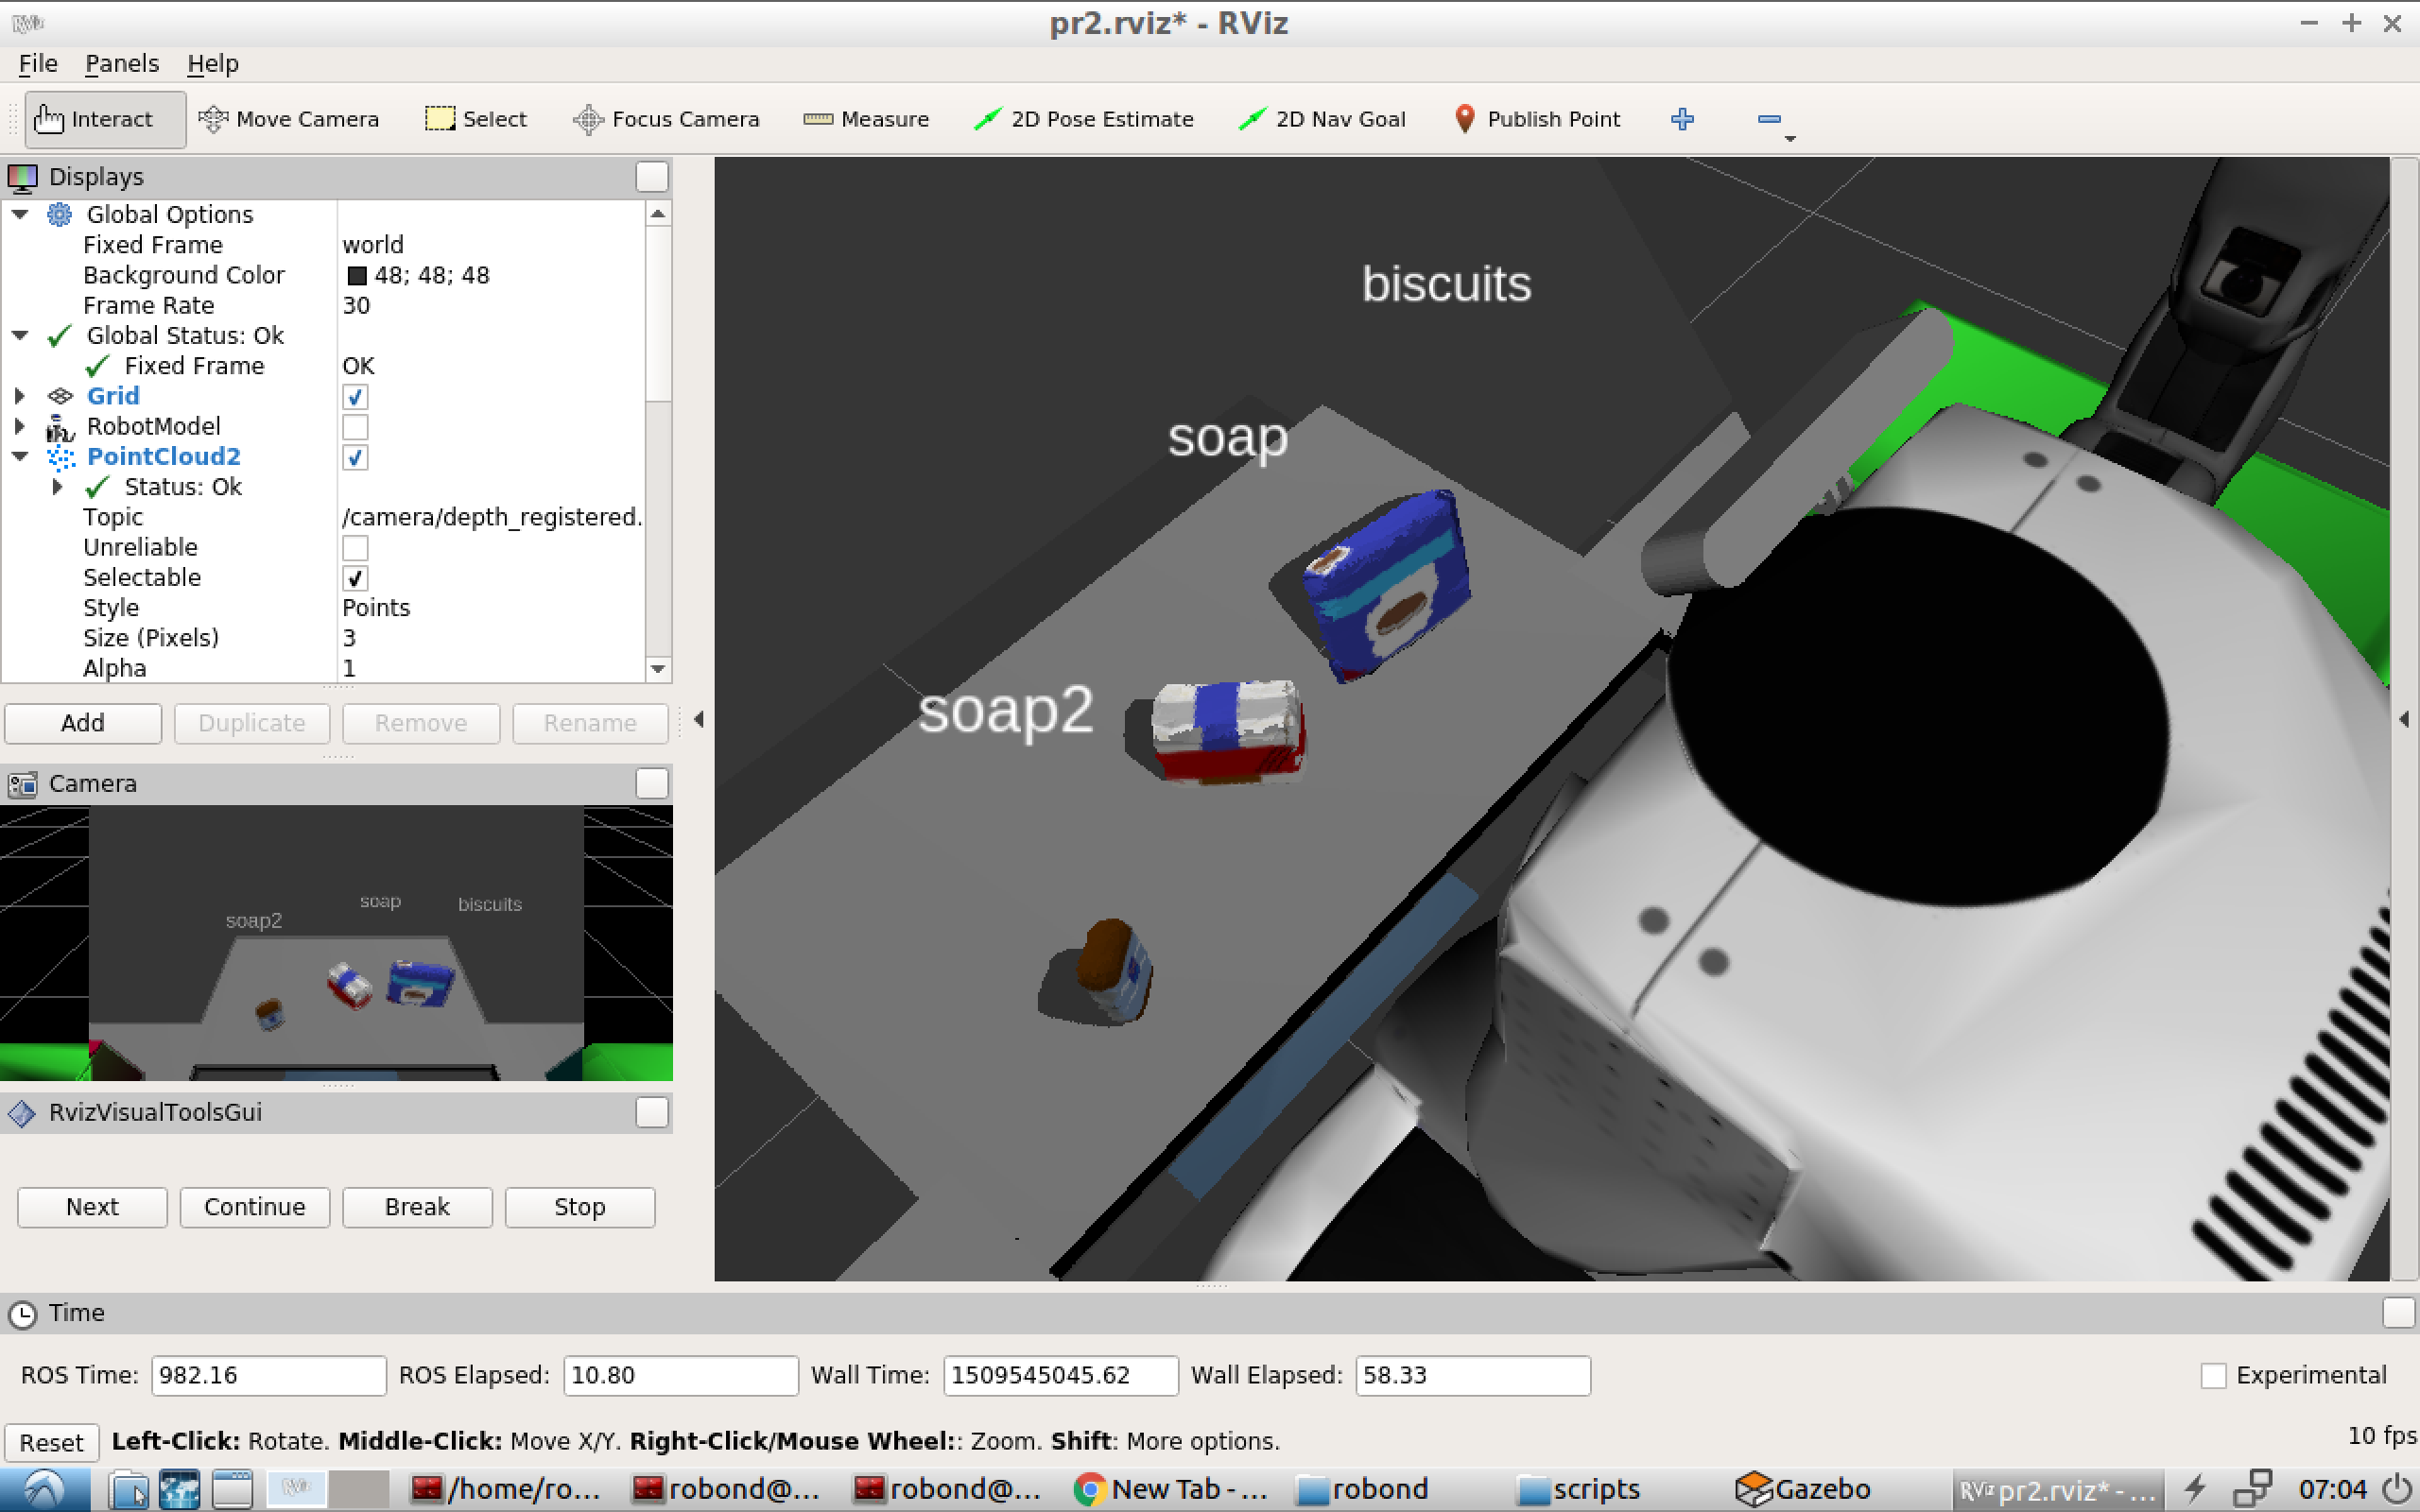 pr2.rviz* - RViz
File Panels Help
Interact Move Camera Select Focus Camera Measure 2D Pose Estimate 2D Nav Goal Publish Point
Displays
Global Options
Fixed Frame world
Background Color 48; 48; 48
Frame Rate 30
Global Status: Ok
Fixed Frame OK
Grid
RobotModel
PointCloud2
Status: Ok
Topic /camera/depth_registered.
Unreliable
Selectable
Style Points
Size (Pixels) 3
Alpha 1
Add Duplicate Remove Rename
Camera
soap2 soap biscuits
RvizVisualToolsGui
Next Continue Break Stop
biscuits
soap
soap2
Time
ROS Time: 982.16 ROS Elapsed: 10.80 Wall Time: 1509545045.62 Wall Elapsed: 58.33 Experimental
Reset Left-Click: Rotate. Middle-Click: Move X/Y. Right-Click/Mouse Wheel:: Zoom. Shift: More options. 10 fps
/home/ro... robond@... robond@... New Tab -... robond scripts Gazebo RViz pr2.rviz* -... 07:04